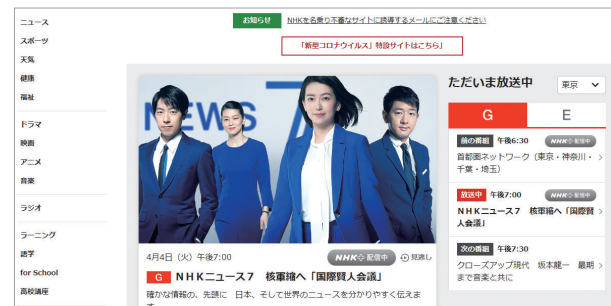 ニュース
スポーツ
天気
健康
福祉
ドラマ
映画
アニメ
音楽
ラジオ
ラーニング
語学
for School
高校講座
お知らせ NHKを名乗り不審なサイトに誘導するメールにご注意ください
「新型コロナウイルス」特設サイトはこちら」
NEWS 7
4月4日（火）午後7:00 NHK+ 配信中 見逃し
G NHKニュース7 核軍縮へ「国際賢人会議」
確かな情報の、先頭に 日本、そして世界のニュースを分かりやすく伝えま
す
ただいま放送中 東京
G E
前の番組 午後6:30 NHK+ 配信中
首都圏ネットワーク（東京・神奈川・
千葉・埼玉）
放送中 午後7:00 NHK+ 配信中
NHKニュース7 核軍縮へ「国際賢
人会議」
次の番組 午後7:30
クローズアップ現代 坂本龍一 最期
まで音楽と共に